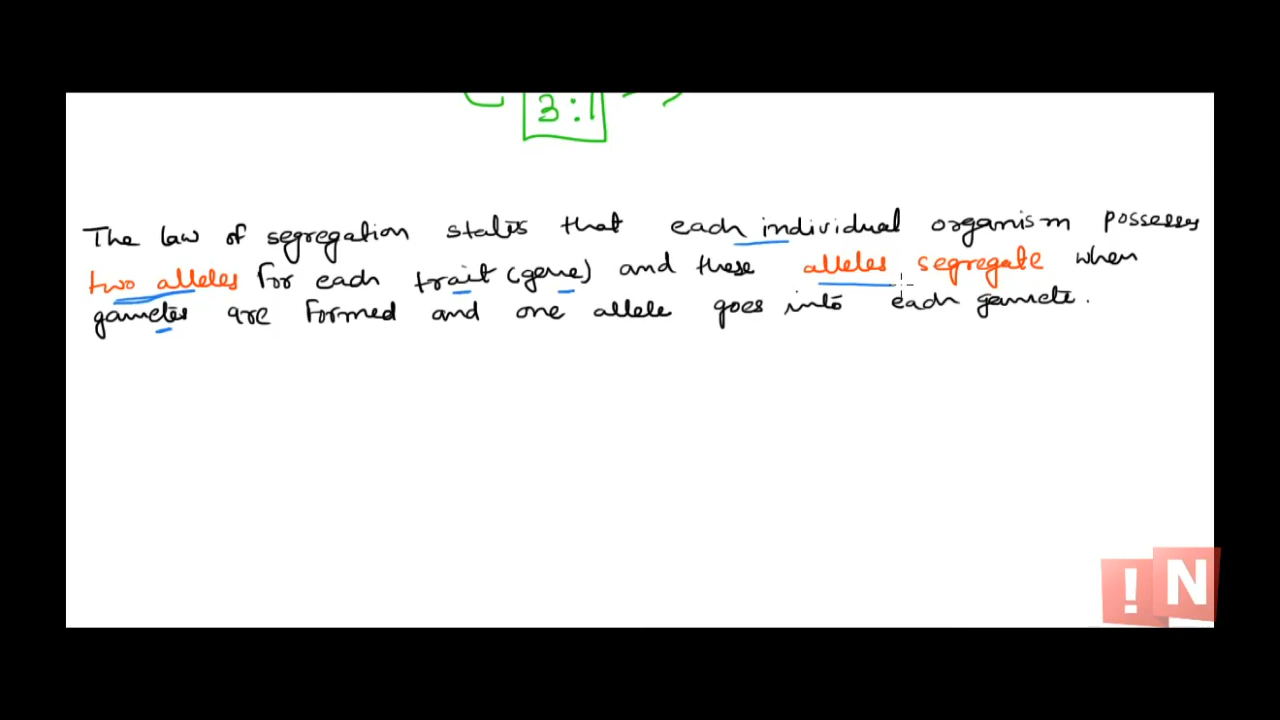 3:1
The law of segregation states that each individual organism possesses
two alleles for each trait (gene) and these alleles segregate when
gametes are formed and one allele goes into each gamete.
!N